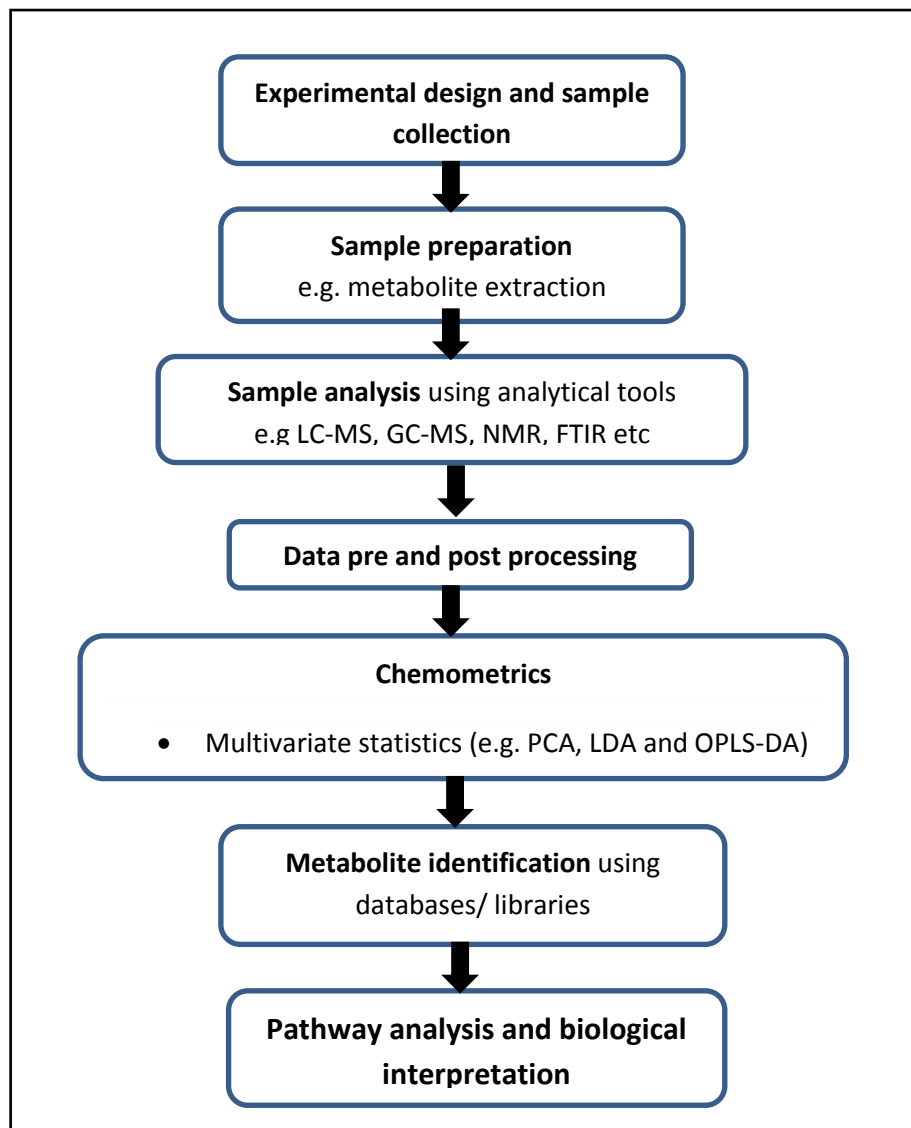 Experimental design and sample
collection
Sample preparation
e.g. metabolite extraction
Sample analysis using analytical tools
e.g LC-MS, GC-MS, NMR, FTIR etc
Data pre and post processing
Chemometrics
• Multivariate statistics (e.g. PCA, LDA and OPLS-DA)
Metabolite identification using
databases/ libraries
Pathway analysis and biological
interpretation